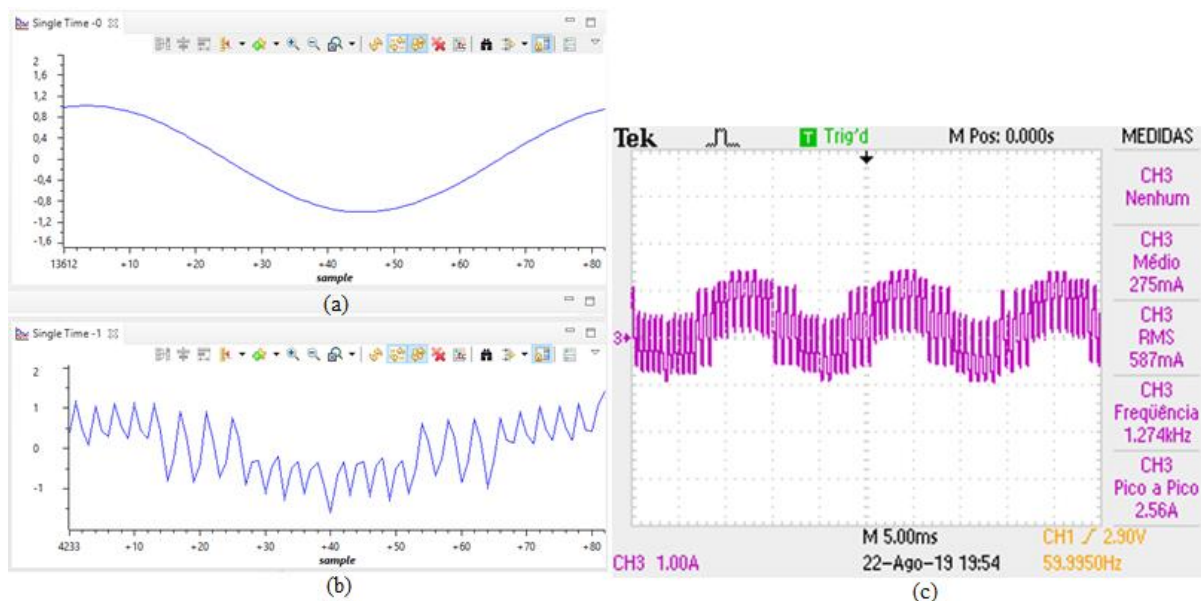 Single Time -0
2
1,6
1,2
0,8
0,4
0
-0,4
-0,8
-1,2
-1,6
13612 +10 +20 +30 +40 +50 +60 +70 +80
sample
(a)
Single Time -1
2
1
0
-1
4233 +10 +20 +30 +40 +50 +60 +70 +80
sample
(b)
Tek T Trig'd M Pos: 0.000s MEDIDAS
CH3
Nenhum
CH3
Médio
275mA
3
CH3
RMS
587mA
CH3
Freqüência
1.274kHz
CH3
Pico a Pico
2.56A
CH3 1.00A M 5.00ms CH1 2.90V
22-Ago-19 19:54 59.9950Hz
(c)